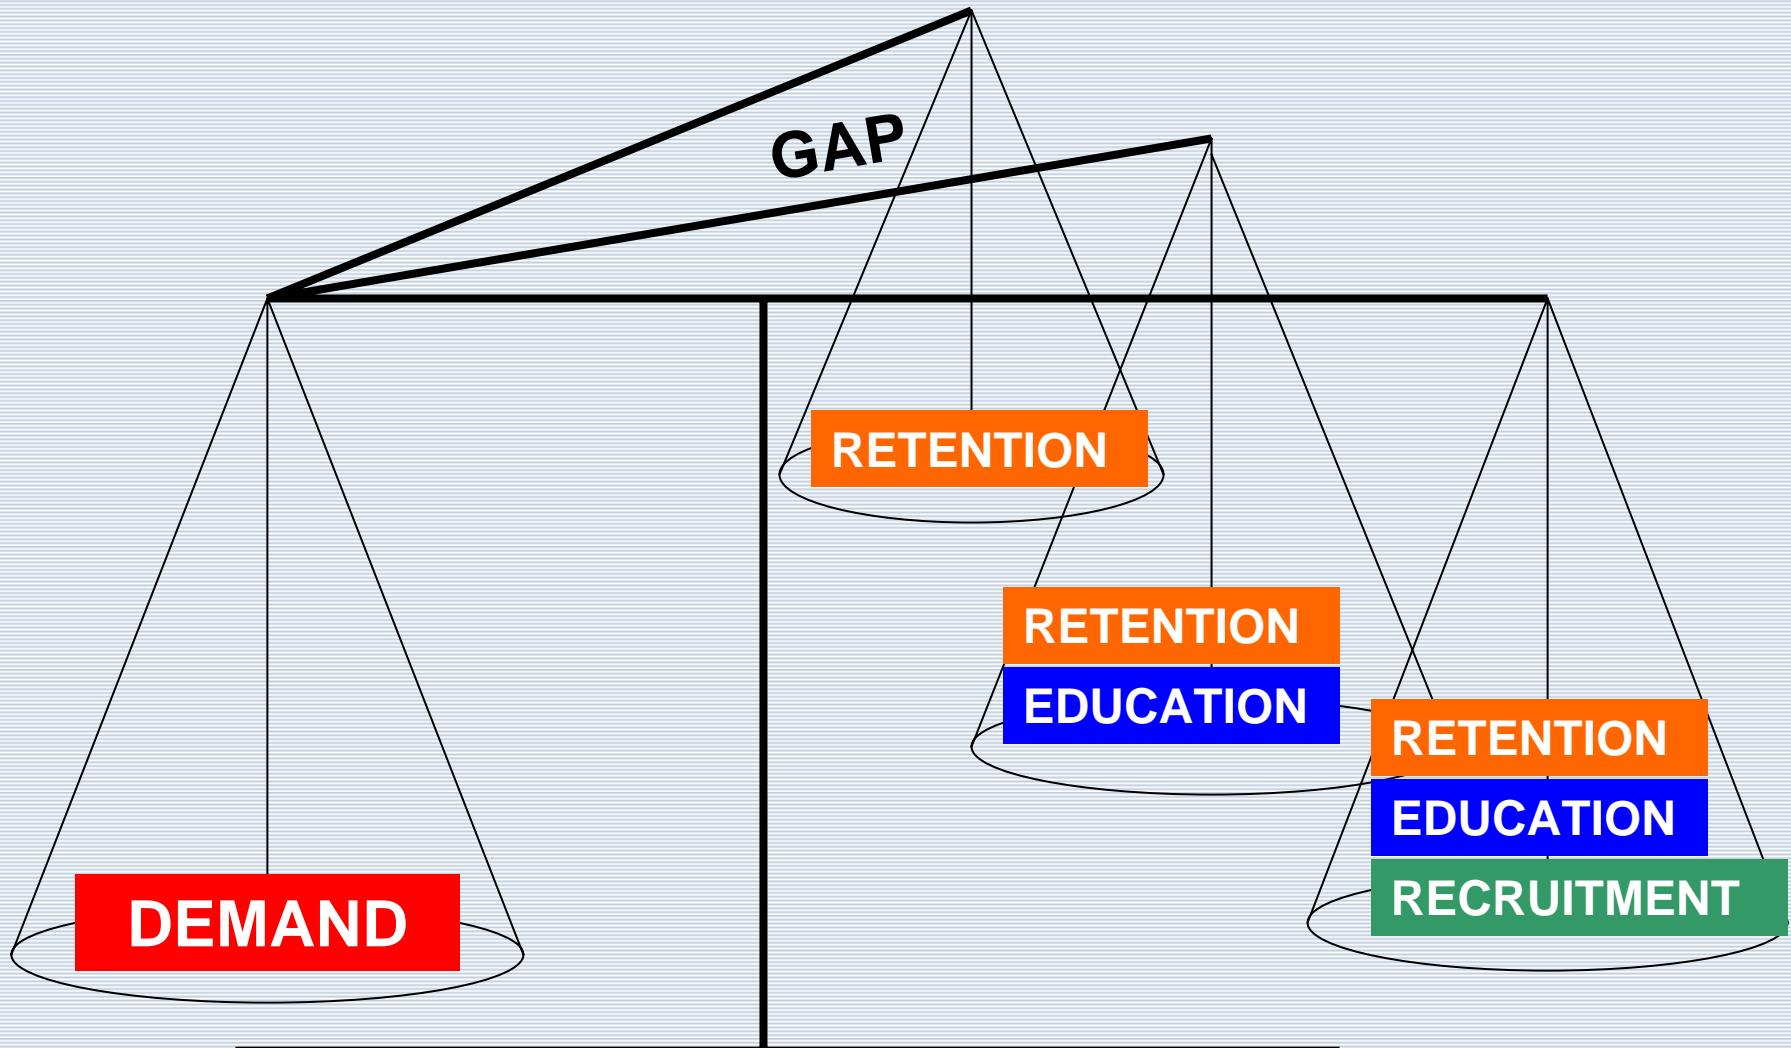 GAP
RETENTION
RETENTION
EDUCATION
RETENTION
EDUCATION
RECRUITMENT
DEMAND